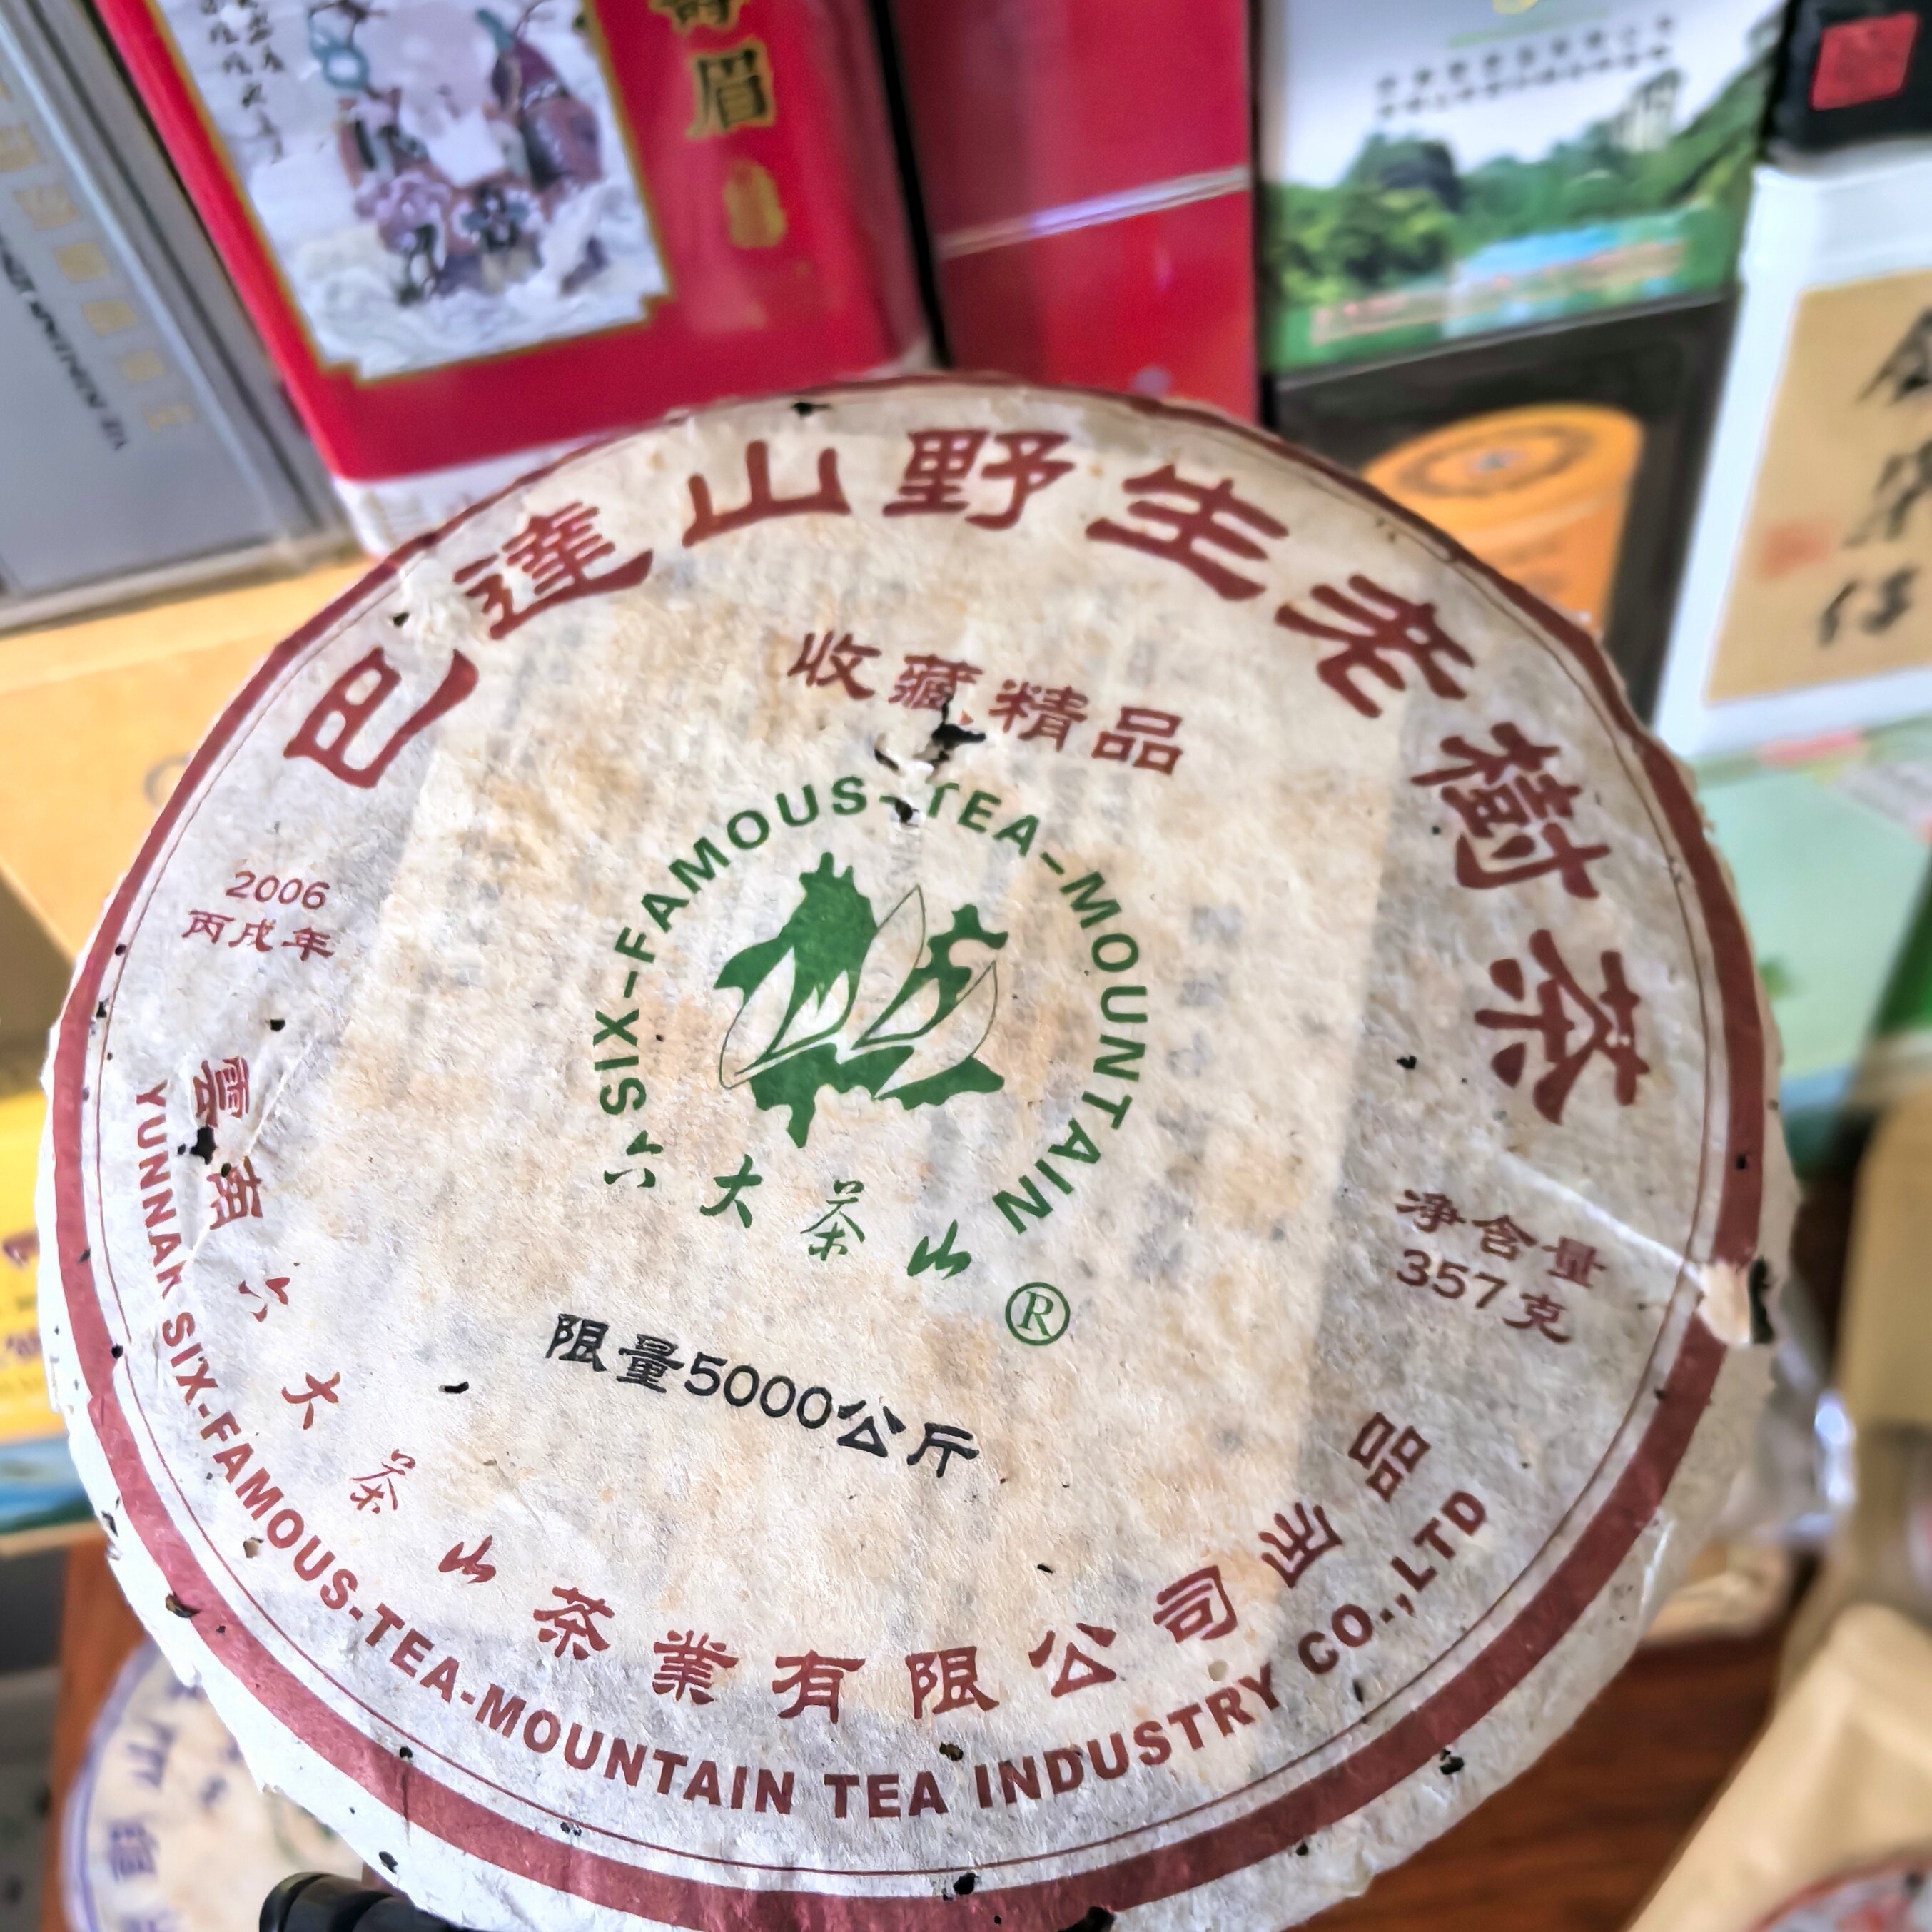 眉
巴達山野生老樹茶
收藏精品
SIX-FAMOUS-TEA-MOUNTAIN
六大茶山
®
2006
丙戌年
净含量
357克
限量5000公斤
雲南六大茶山茶業有限公司出品
YUNNAN SIX-FAMOUS-TEA-MOUNTAIN TEA INDUSTRY CO.,LTD